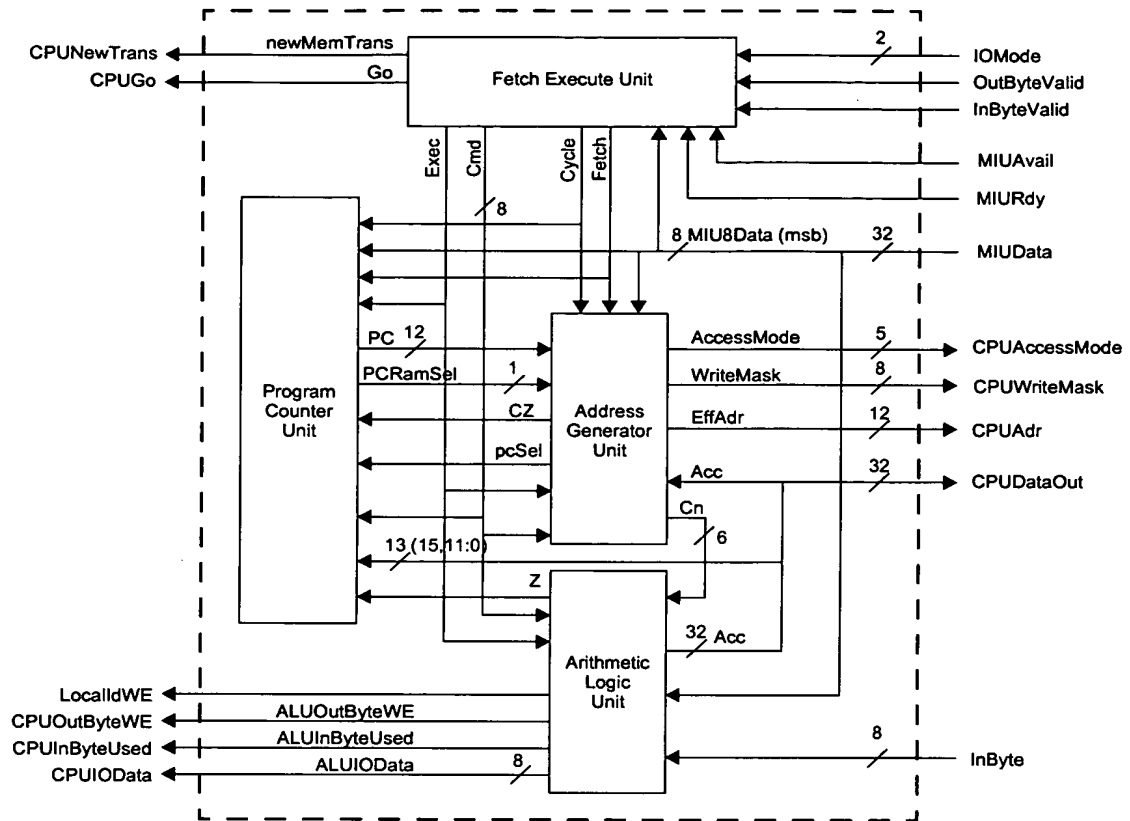 CPUNewTrans
newMemTrans
CPUGo
Go
Fetch Execute Unit
2
IOMode
OutByteValid
InByteValid
MIUAvail
MIURdy
Exec
Cmd
Cycle
Fetch
8
8 MIU8Data (msb)
32
MIUData
PC
12
PCRamSel
1
CZ
pcSel
Program
Counter
Unit
Address
Generator
Unit
AccessMode
5
CPUAccessMode
WriteMask
8
CPUWriteMask
EffAdr
12
CPUAdr
Acc
32
CPUDataOut
Cn
6
13 (15,11:0)
Z
32 Acc
Arithmetic
Logic
Unit
LocalIdWE
CPUOutByteWE
ALUOutByteWE
CPUInByteUsed
ALUInByteUsed
CPUIOData
ALUIOData
8
8
InByte